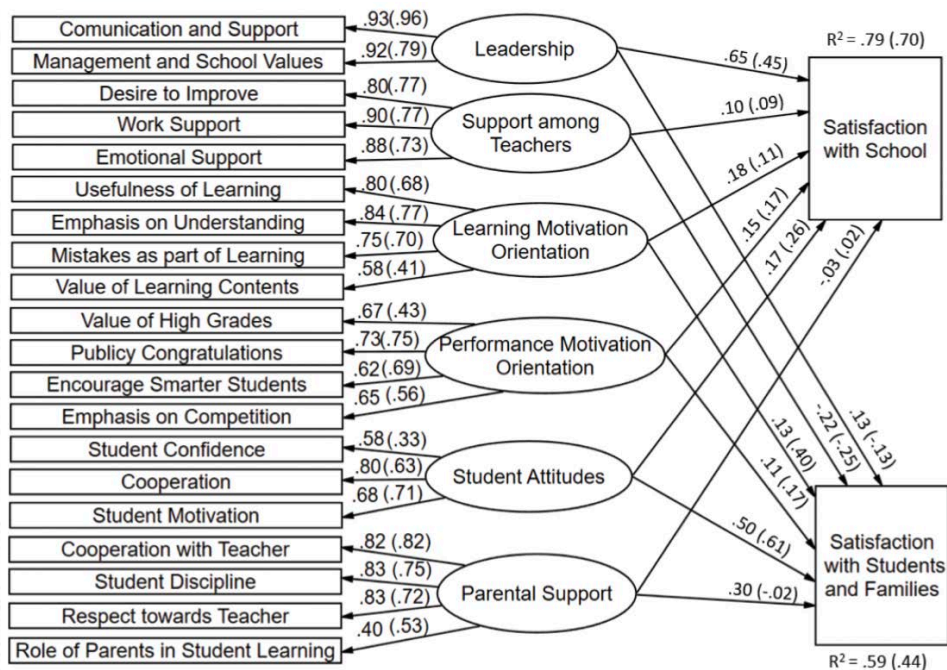 Comunication and Support
.93(.96)
Management and School Values
.92(.79)
Leadership
Desire to Improve
.80(.77)
Work Support
.90(.77)
Emotional Support
.88(.73)
Support among
Teachers
Usefulness of Learning
.80(.68)
Emphasis on Understanding
.84(.77)
Mistakes as part of Learning
.75(.70)
Value of Learning Contents
.58(.41)
Learning Motivation
Orientation
Value of High Grades
.67(.43)
Publicy Congratulations
.73(.75)
Encourage Smarter Students
.62(.69)
Emphasis on Competition
.65(.56)
Performance Motivation
Orientation
Student Confidence
.58(.33)
Cooperation
.80(.63)
Student Motivation
.68(.71)
Student Attitudes
Cooperation with Teacher
.82(.82)
Student Discipline
.83(.75)
Respect towards Teacher
.83(.72)
Role of Parents in Student Learning
.40(.53)
Parental Support
.65 (.45)
.10 (.09)
.18 (.11)
.15 (.17)
.17 (.26)
-.03 (.02)
R² = .79 (.70)
Satisfaction
with School
.13 (-.13)
-.22 (-.25)
.13 (.40)
.11 (.17)
.50 (.61)
.30 (-.02)
Satisfaction
with Students
and Families
R² = .59 (.44)